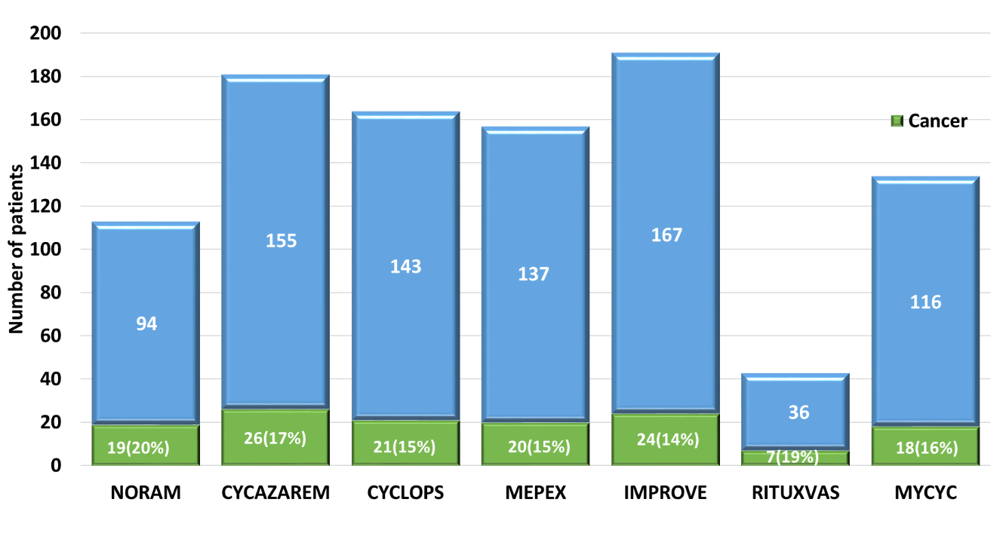 200
180
160
140
120
100
80
60
40
20
0
Number of patients
94
155
143
137
167
36
116
19(20%)
26(17%)
21(15%)
20(15%)
24(14%)
7(19%)
18(16%)
NORAM
CYCAZAREM
CYCLOPS
MEPEX
IMPROVE
RITUXVAS
MYCYC
Cancer